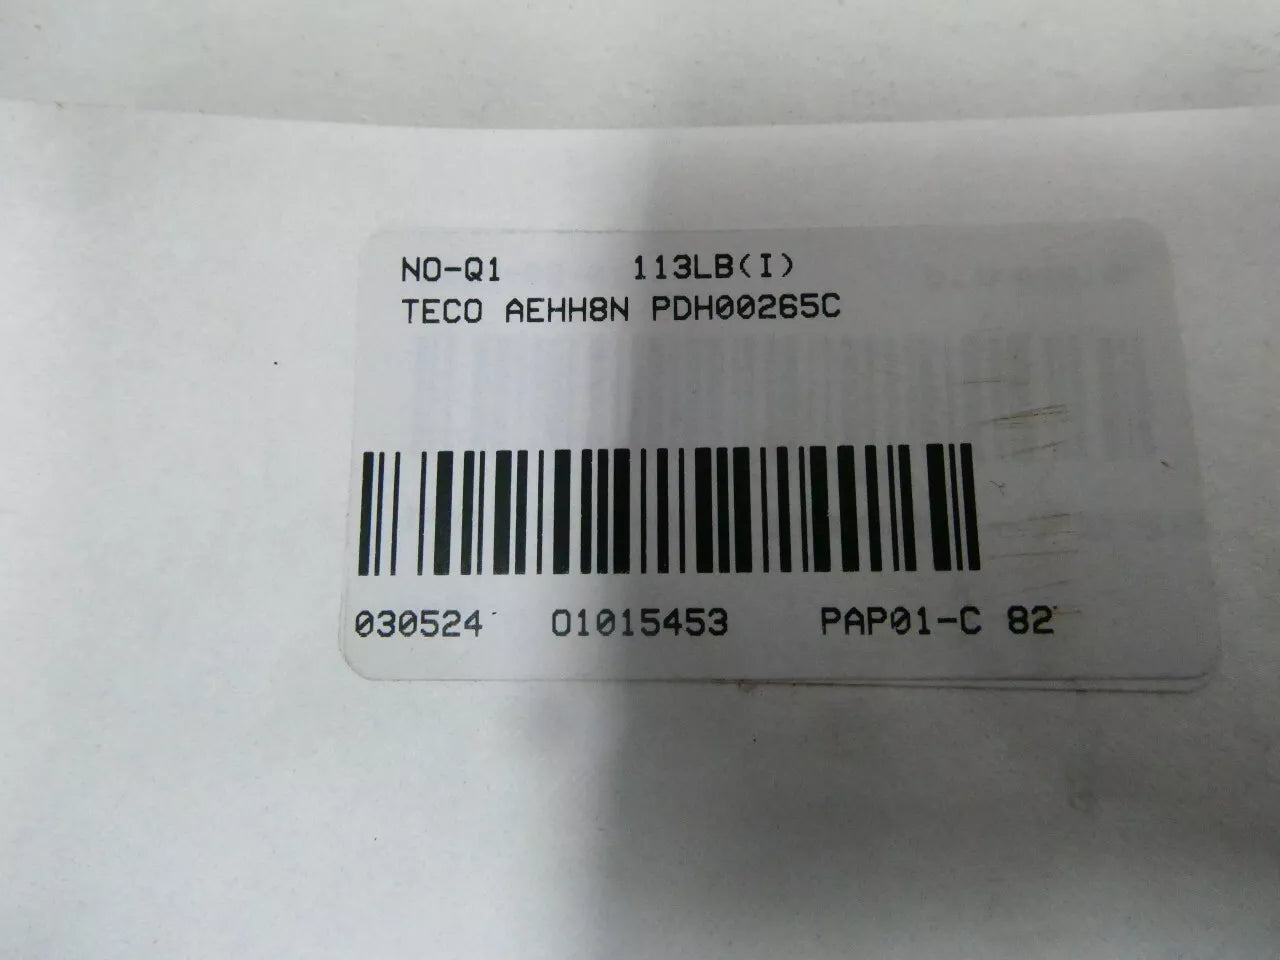 NO-Q1 113LB(I)
TECO AEHH8N PDH00265C
030524 01015453 PAP01-C 82